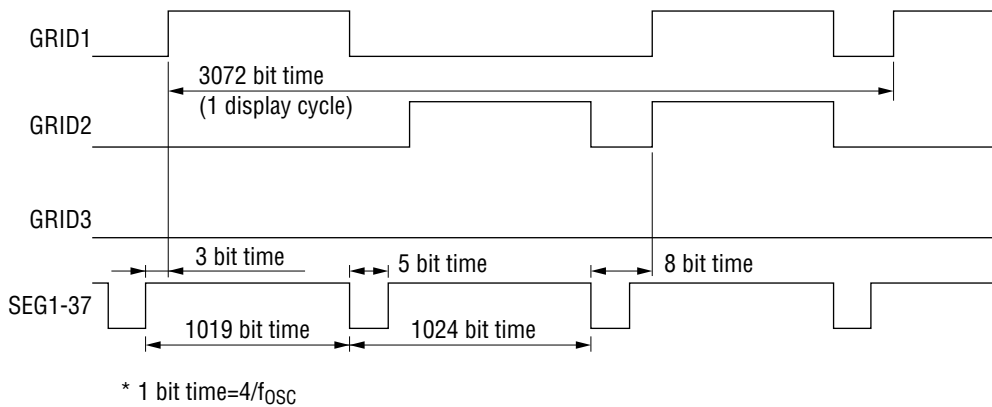 GRID1
3072 bit time
(1 display cycle)
GRID2
GRID3
3 bit time
5 bit time
8 bit time
SEG1-37
1019 bit time
1024 bit time
* 1 bit time=4/fOSC